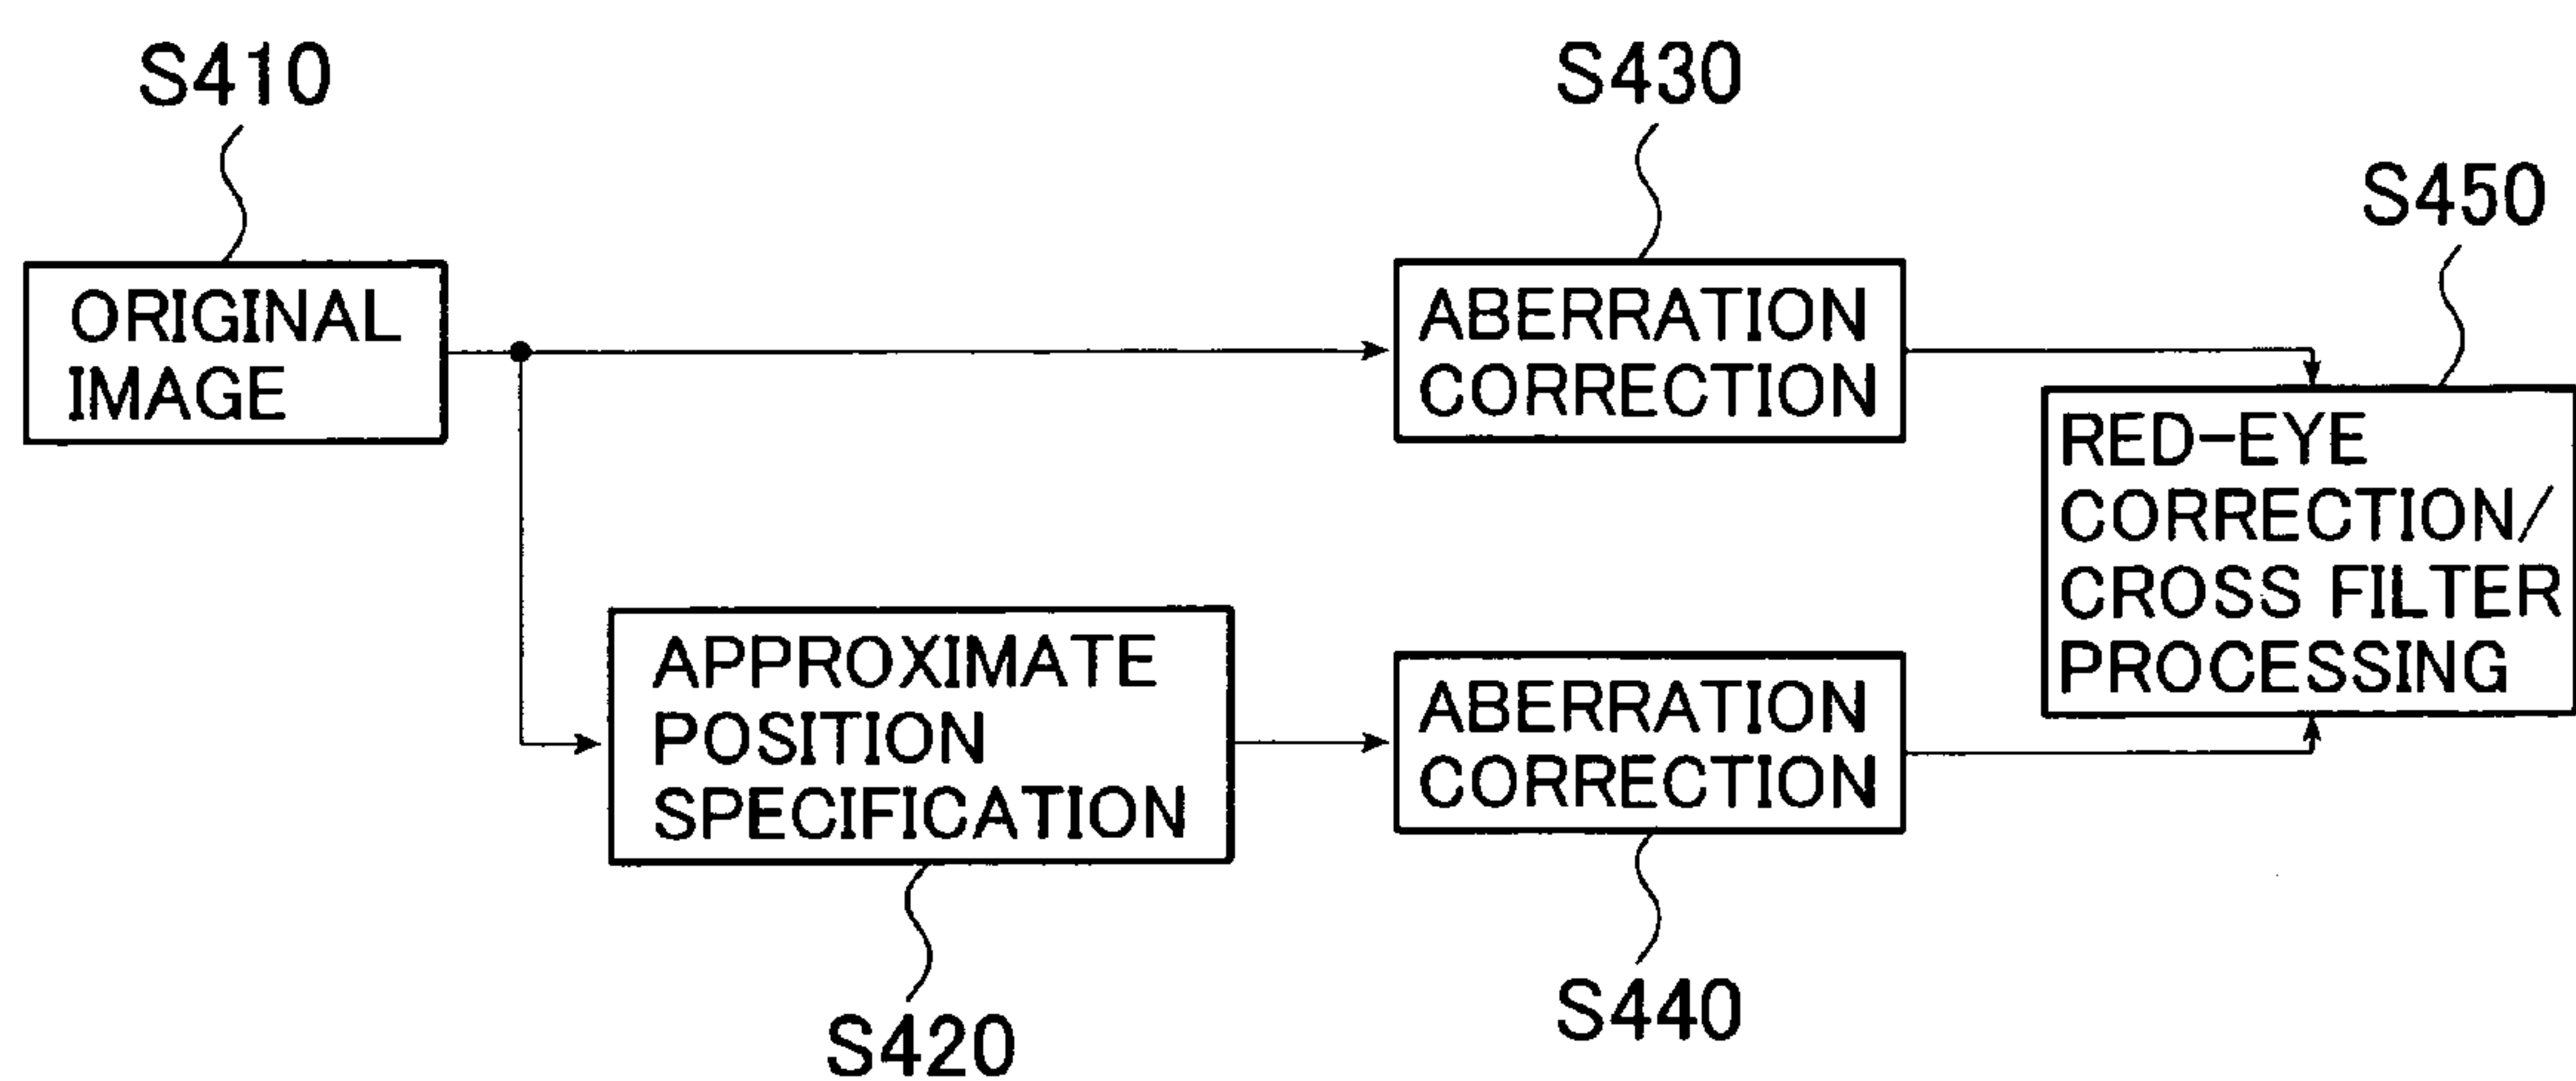 S410
ORIGINAL
IMAGE
S430
ABERRATION
CORRECTION
S450
RED-EYE
CORRECTION/
CROSS FILTER
PROCESSING
APPROXIMATE
POSITION
SPECIFICATION
S420
ABERRATION
CORRECTION
S440